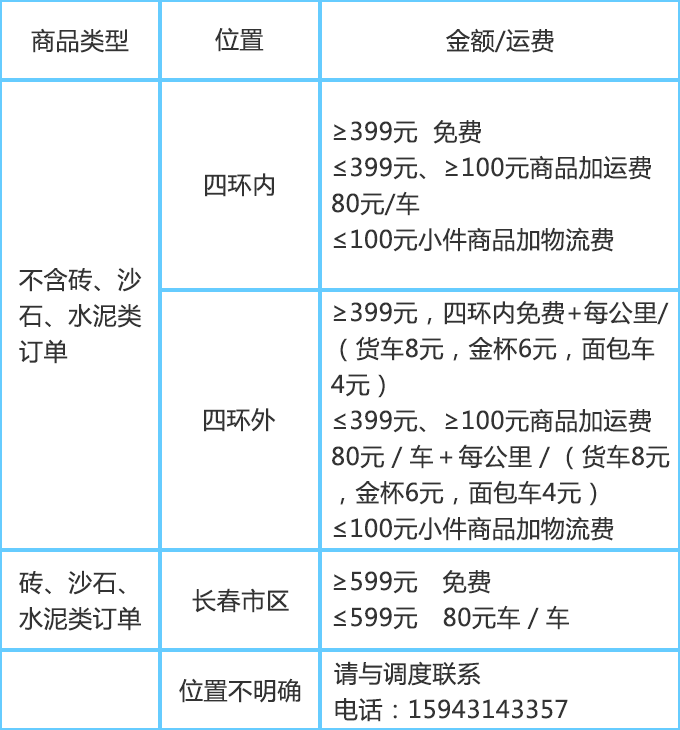 商品类型
位置
金额/运费
不含砖、沙
石、水泥类
订单
四环内
≥399元 免费
≤399元、≥100元商品加运费
80元/车
≤100元小件商品加物流费
四环外
≥399元，四环内免费+每公里/
（货车8元，金杯6元，面包车
4元）
≤399元、≥100元商品加运费
80元/车+每公里/（货车8元
，金杯6元，面包车4元）
≤100元小件商品加物流费
砖、沙石、
水泥类订单
长春市区
≥599元 免费
≤599元 80元车/车
位置不明确
请与调度联系
电话：15943143357